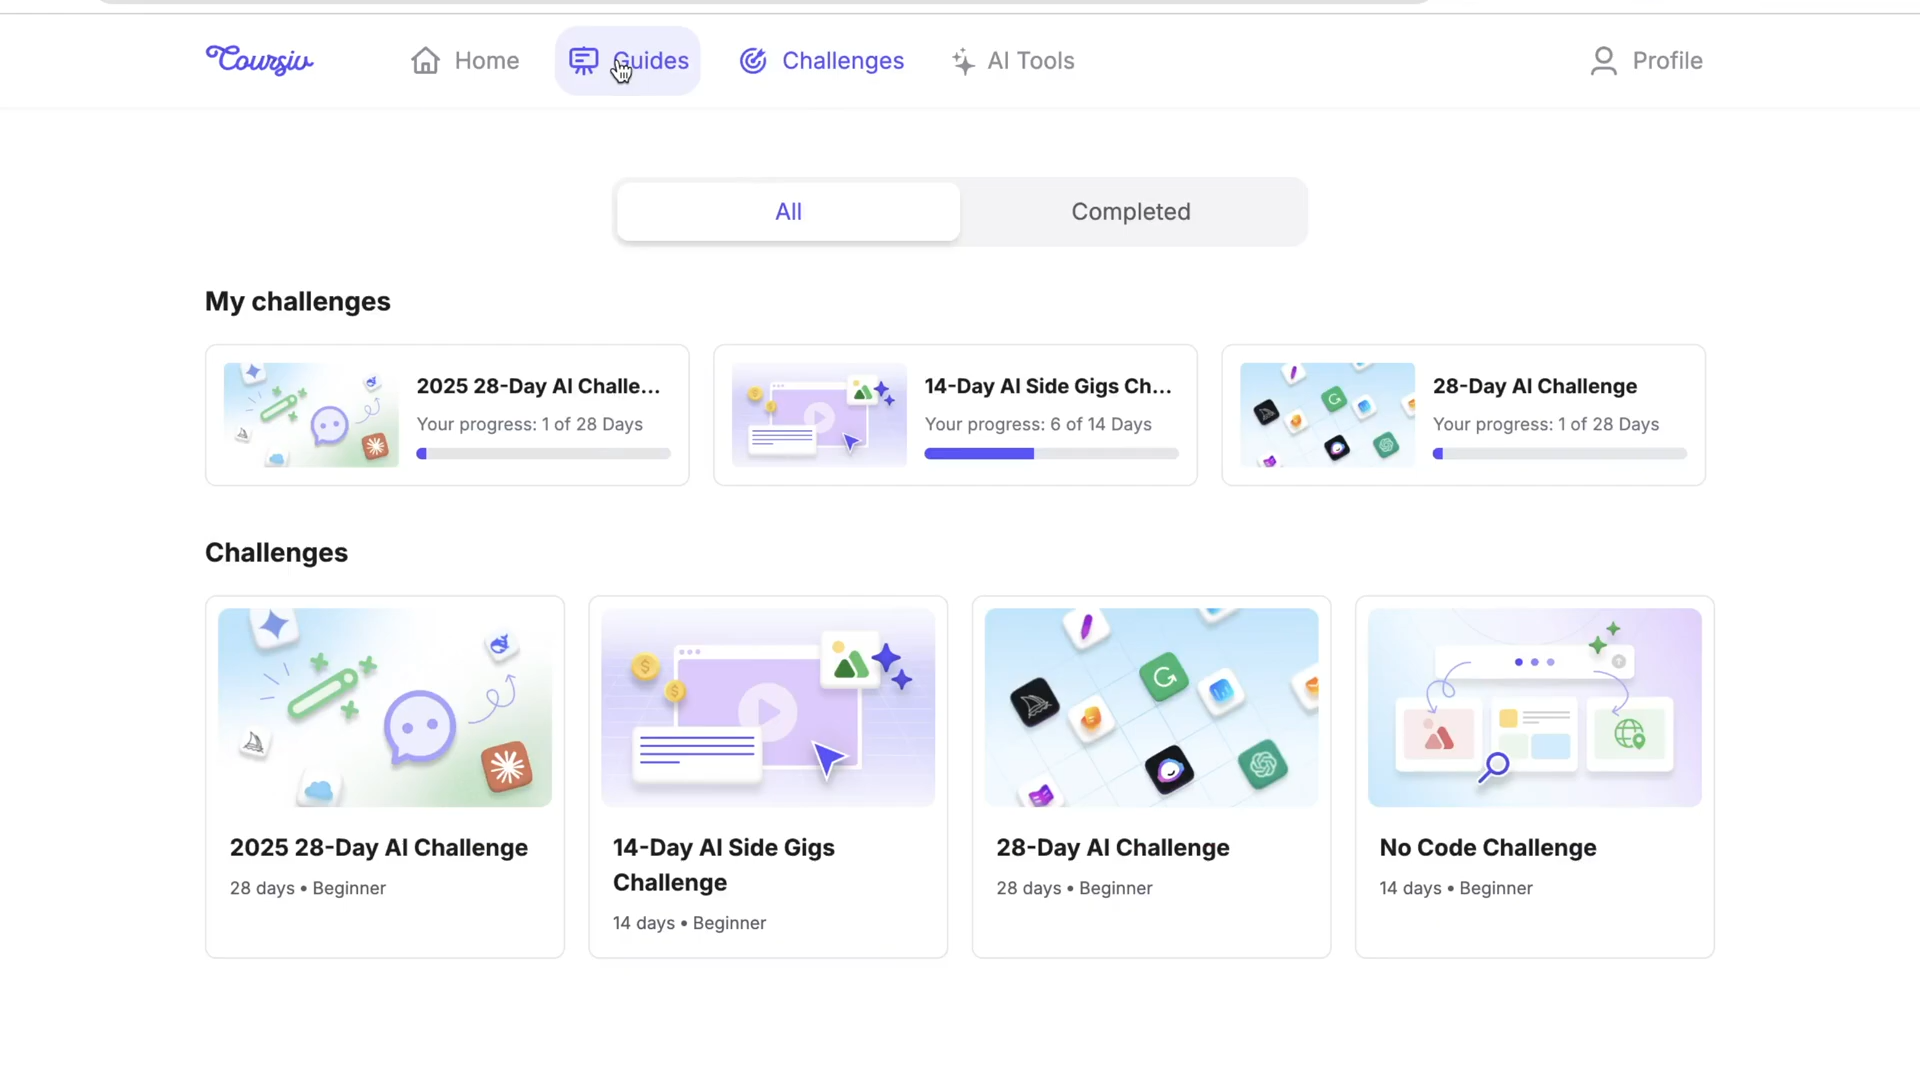 Coursiv
Home
Guides
Challenges
AI Tools
Profile
All
Completed
My challenges
2025 28-Day AI Challe...
Your progress: 1 of 28 Days
14-Day AI Side Gigs Ch...
Your progress: 6 of 14 Days
28-Day AI Challenge
Your progress: 1 of 28 Days
Challenges
2025 28-Day AI Challenge
28 days • Beginner
14-Day AI Side Gigs
Challenge
14 days • Beginner
28-Day AI Challenge
28 days • Beginner
No Code Challenge
14 days • Beginner